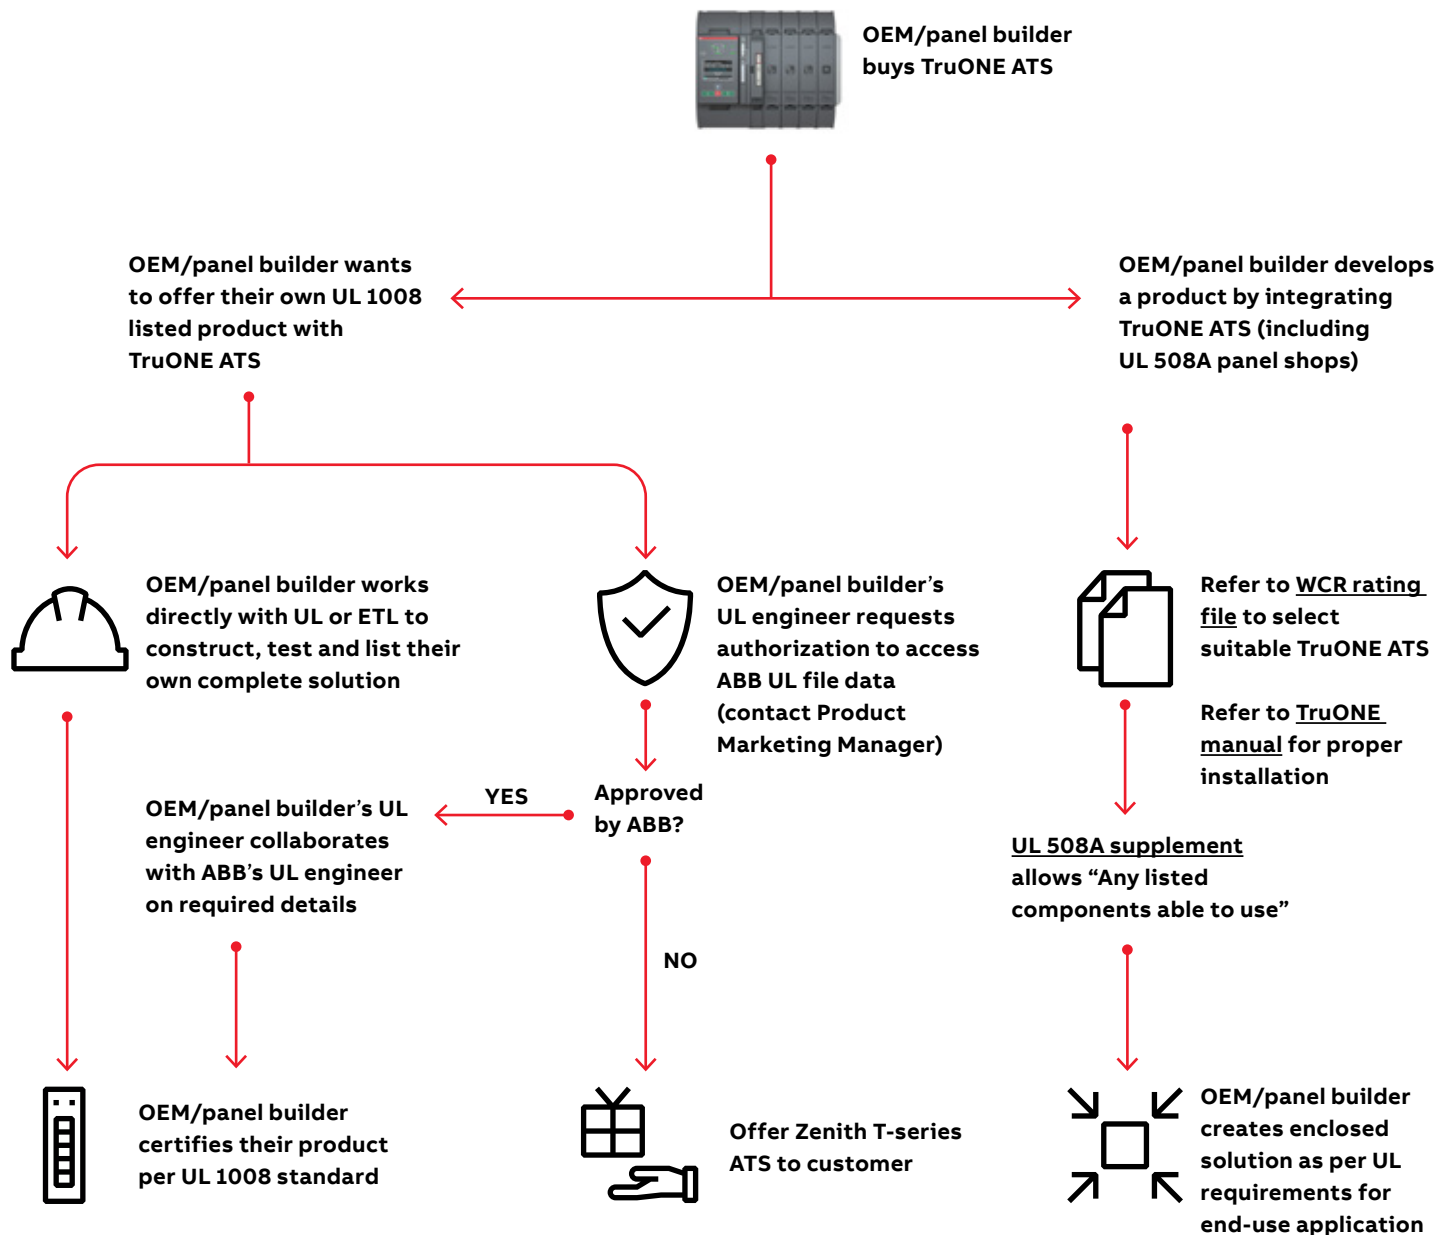 OEM/panel builder
buys TruONE ATS
OEM/panel builder wants
to offer their own UL 1008
listed product with
TruONE ATS
OEM/panel builder develops
a product by integrating
TruONE ATS (including
UL 508A panel shops)
OEM/panel builder works
directly with UL or ETL to
construct, test and list their
own complete solution
OEM/panel builder’s
UL engineer requests
authorization to access
ABB UL file data
(contact Product
Marketing Manager)
Refer to WCR rating
file to select
suitable TruONE ATS
Refer to TruONE
manual for proper
installation
Approved
by ABB?
YES
OEM/panel builder’s UL
engineer collaborates
with ABB’s UL engineer
on required details
NO
UL 508A supplement
allows “Any listed
components able to use”
OEM/panel builder
certifies their product
per UL 1008 standard
Offer Zenith T-series
ATS to customer
OEM/panel builder
creates enclosed
solution as per UL
requirements for
end-use application